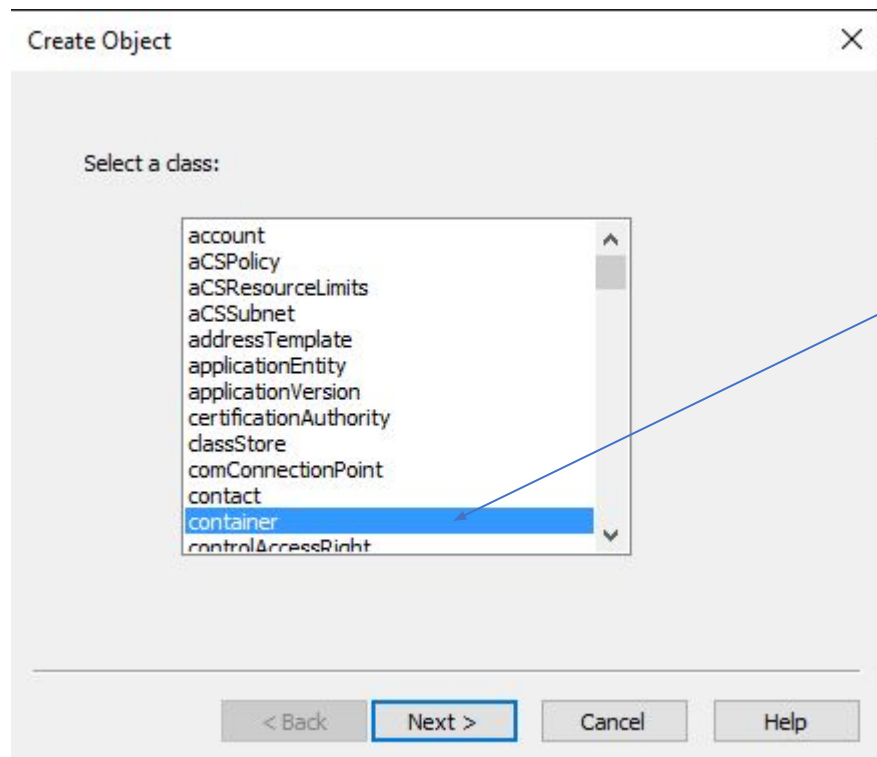 Create Object
Select a class:
account
aCSPolicy
aCSResourceLimits
aCSSubnet
addressTemplate
applicationEntity
applicationVersion
certificationAuthority
classStore
comConnectionPoint
contact
container
controlAccessRight
< Back Next > Cancel Help